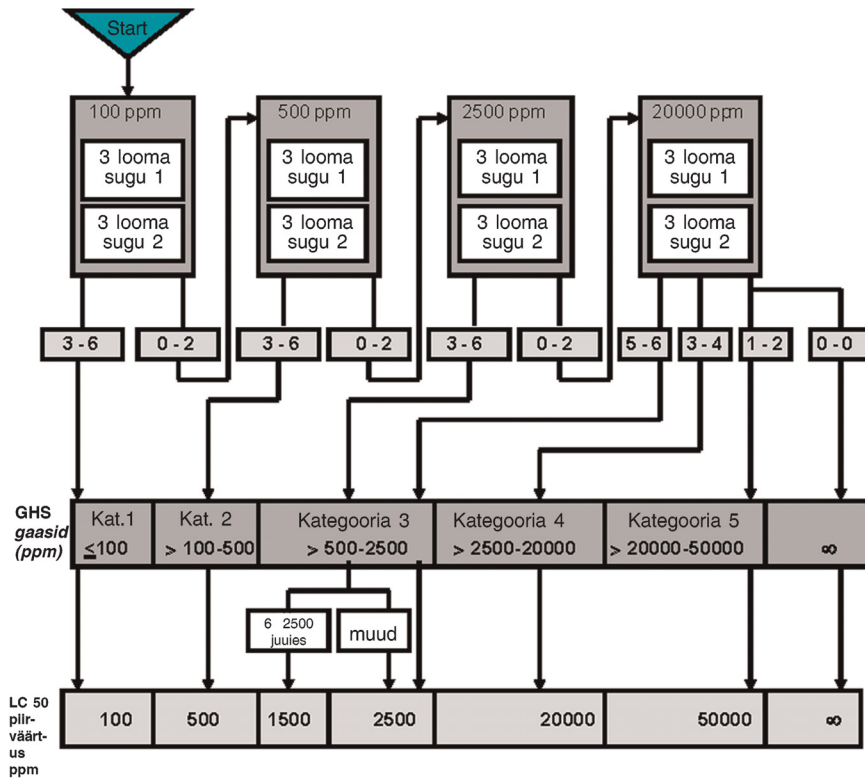 Start
100 ppm
500 ppm
2500 ppm
20000 ppm
3 looma
sugu 1
3 looma
sugu 1
3 looma
sugu 1
3 looma
sugu 1
3 looma
sugu 2
3 looma
sugu 2
3 looma
sugu 2
3 looma
sugu 2
3 - 6
0 - 2
3 - 6
0 - 2
3 - 6
0 - 2
5 - 6
3 - 4
1 - 2
0 - 0
GHS
gaasid
(ppm)
Kat.1
≤100
Kat. 2
> 100-500
Kategooria 3
> 500-2500
Kategooria 4
> 2500-20000
Kategooria 5
> 20000-50000
∞
6 2500
juuies
muud
LC 50
piir-
väärt-
us
ppm
100
500
1500
2500
20000
50000
∞